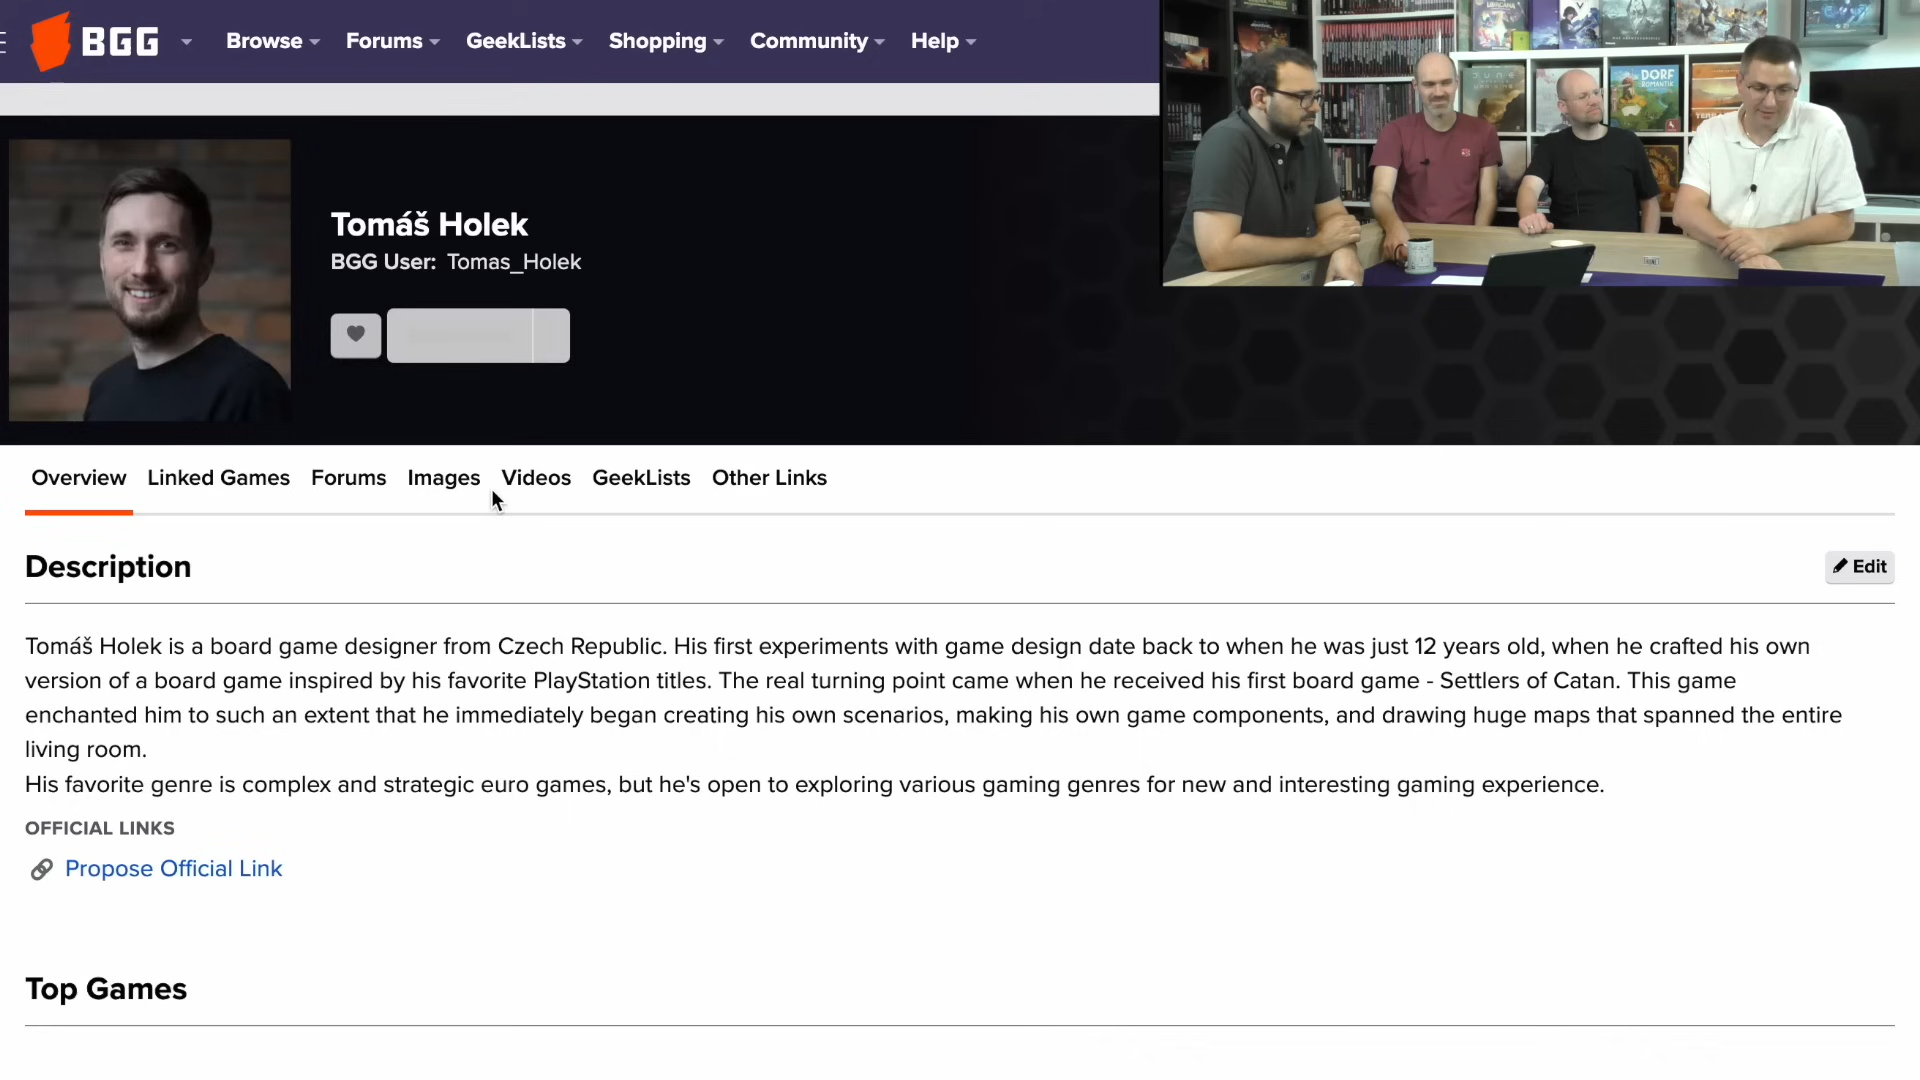 BGG
Browse
Forums
GeekLists
Shopping
Community
Help
DUNE
DORF
ROMANTIK
Tomáš Holek
BGG User: Tomas_Holek
Overview
Linked Games
Forums
Images
Videos
GeekLists
Other Links
Description
Edit
Tomáš Holek is a board game designer from Czech Republic. His first experiments with game design date back to when he was just 12 years old, when he crafted his own
version of a board game inspired by his favorite PlayStation titles. The real turning point came when he received his first board game - Settlers of Catan. This game
enchanted him to such an extent that he immediately began creating his own scenarios, making his own game components, and drawing huge maps that spanned the entire
living room.
His favorite genre is complex and strategic euro games, but he's open to exploring various gaming genres for new and interesting gaming experience.
OFFICIAL LINKS
Propose Official Link
Top Games